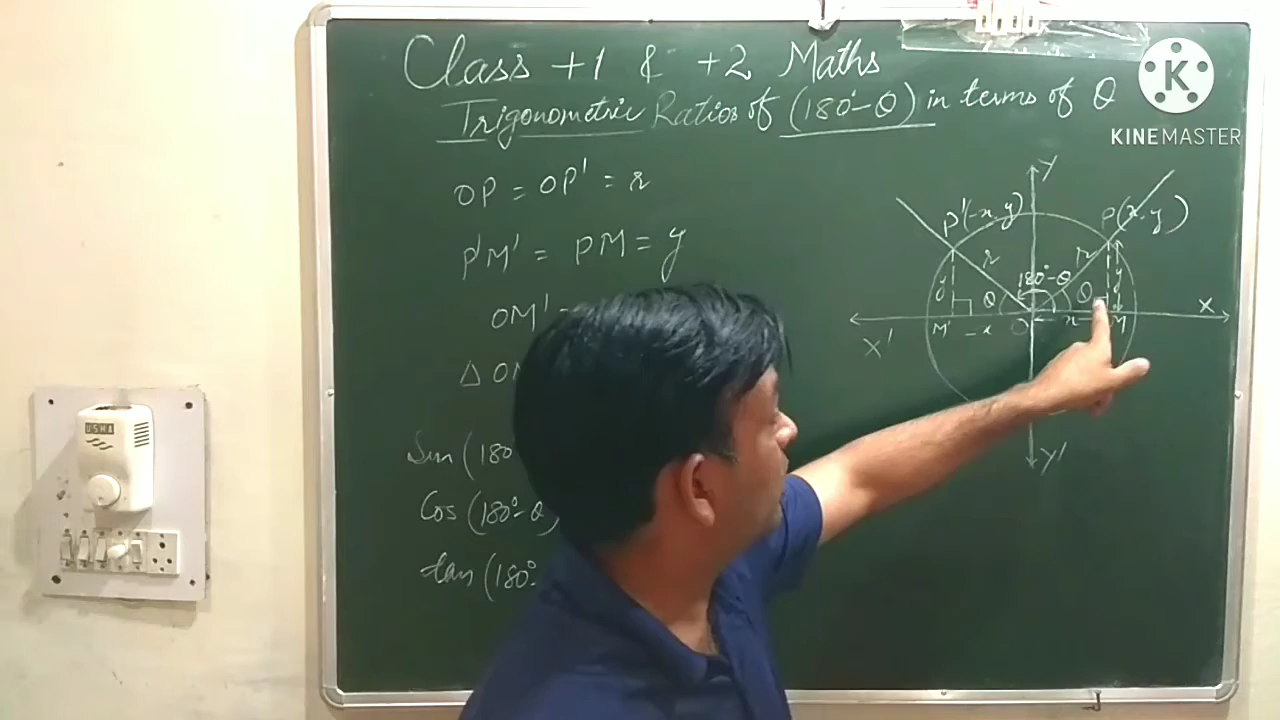 Class +1 & +2 Maths
Trigonometric Ratios of (180°-θ) in terms of θ
K
KINEMASTER
OP = OP' = r
P'M' = PM = y
OM' =
Δ OM
Sin (180
Cos (180°-θ)
tan (180°-
Y
P'(-x, y)
P(x, y)
r
r
180°-θ
y
θ
θ
y
X
X'
M'
-x
O
x
M
Y'
USHA